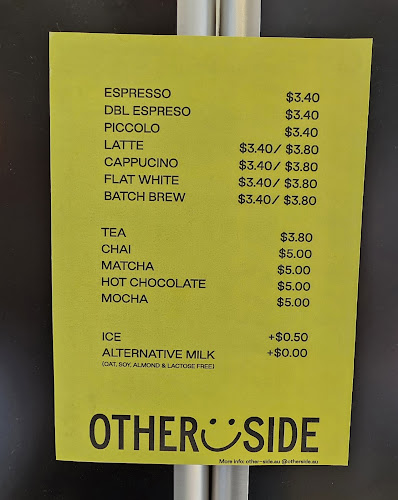 ESPRESSO $3.40
DBL ESPRESO $3.40
PICCOLO $3.40
LATTE $3.40/ $3.80
CAPPUCINO $3.40/ $3.80
FLAT WHITE $3.40/ $3.80
BATCH BREW $3.40/ $3.80
TEA $3.80
CHAI $5.00
MATCHA $5.00
HOT CHOCOLATE $5.00
MOCHA $5.00
ICE +$0.50
ALTERNATIVE MILK +$0.00
(OAT, SOY, ALMOND & LACTOSE FREE)
OTHER SIDE
More Info: other-side.au @otherside.au